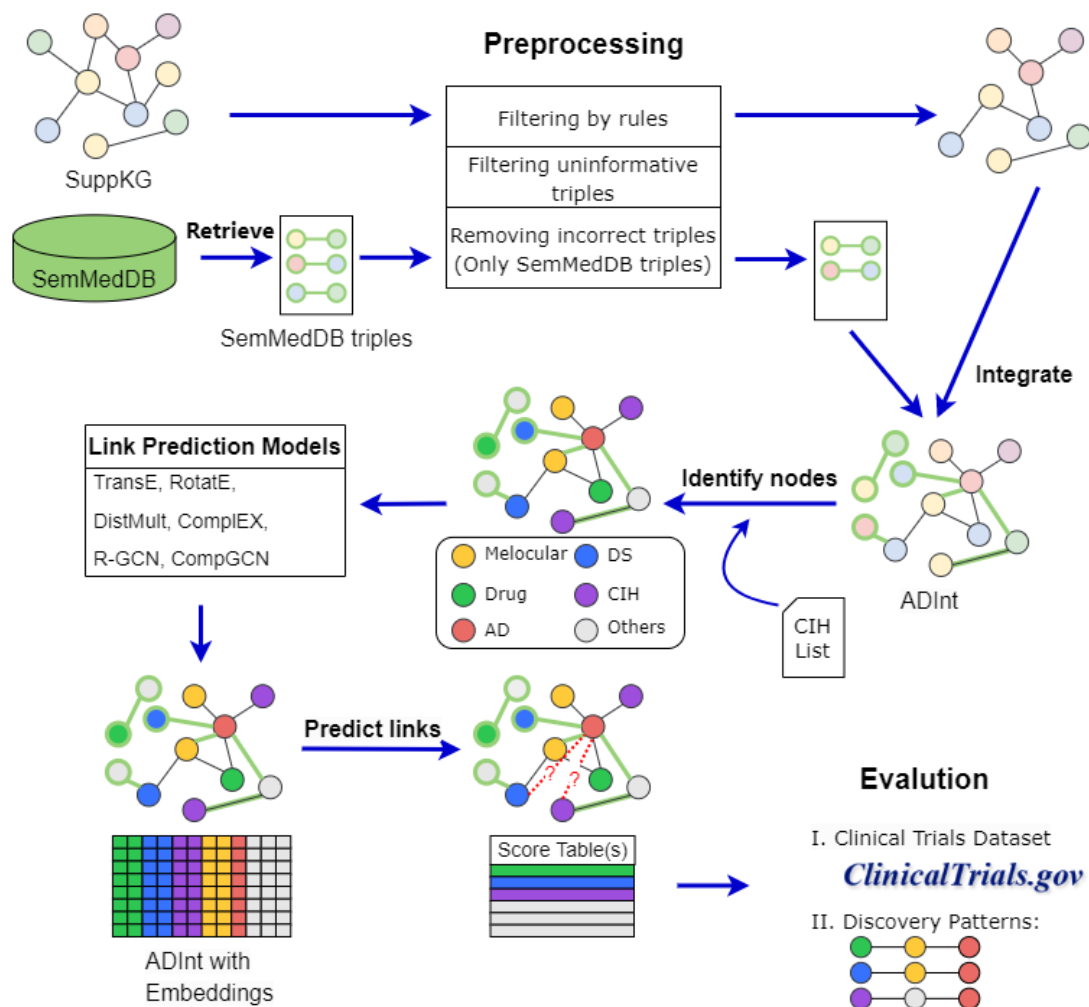 Preprocessing
Filtering by rules
SuppKG
Filtering uninformative
triples
Retrieve
SemMedDB
Removing incorrect triples
(Only SemMedDB triples)
SemMedDB triples
Integrate
Link Prediction Models
TransE, RotatE,
DistMult, ComplEX,
R-GCN, CompGCN
Identify nodes
Melocular
DS
Drug
CIH
AD
Others
ADInt
CIH
List
Predict links
?
?
Evalution
Score Table(s)
I. Clinical Trials Dataset
ClinicalTrials.gov
II. Discovery Patterns:
ADInt with
Embeddings